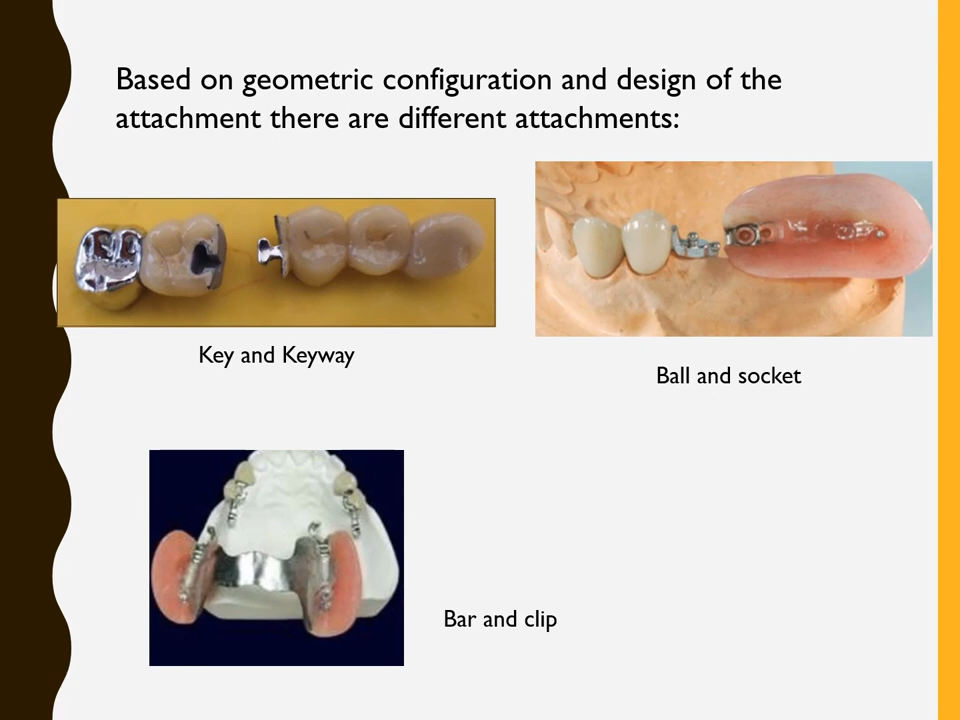 Based on geometric configuration and design of the
attachment there are different attachments:
Key and Keyway
Ball and socket
Bar and clip